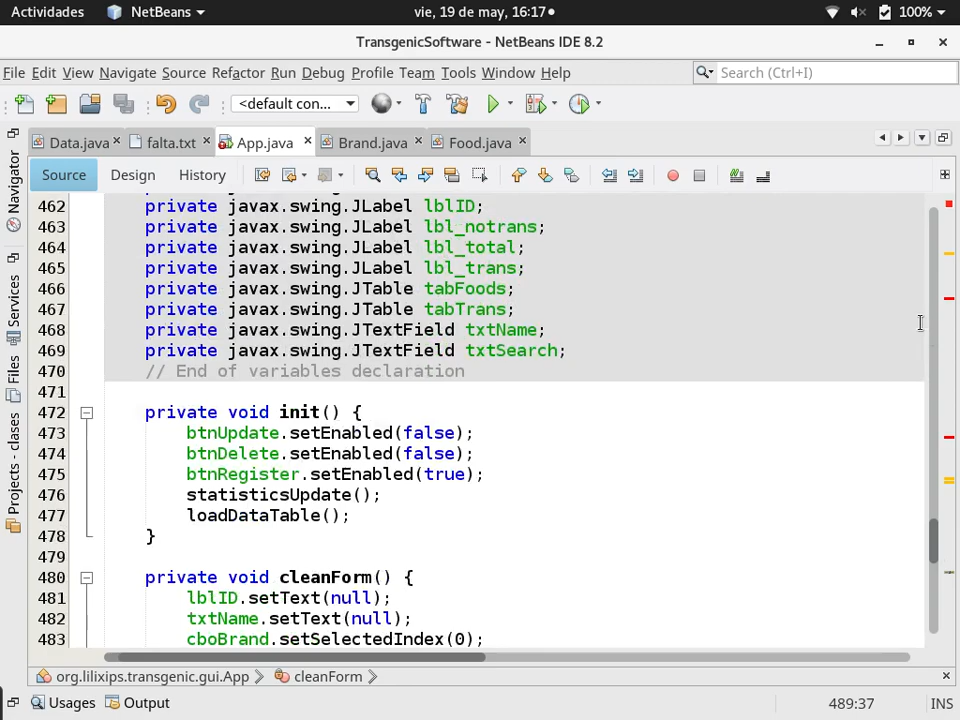 Actividades NetBeans vie, 19 de may, 16:17 100%
TransgenicSoftware - NetBeans IDE 8.2
File Edit View Navigate Source Refactor Run Debug Profile Team Tools Window Help Search (Ctrl+I)
<default con...
Data.java falta.txt App.java Brand.java Food.java
Source Design History
462 private javax.swing.JLabel lblID;
463 private javax.swing.JLabel lbl_notrans;
464 private javax.swing.JLabel lbl_total;
465 private javax.swing.JLabel lbl_trans;
466 private javax.swing.JTable tabFoods;
467 private javax.swing.JTable tabTrans;
468 private javax.swing.JTextField txtName;
469 private javax.swing.JTextField txtSearch;
470 // End of variables declaration
471
472 private void init() {
473 btnUpdate.setEnabled(false);
474 btnDelete.setEnabled(false);
475 btnRegister.setEnabled(true);
476 statisticsUpdate();
477 loadDataTable();
478 }
479
480 private void cleanForm() {
481 lblID.setText(null);
482 txtName.setText(null);
483 cboBrand.setSelectedIndex(0);
Navigator
Services
Files
Projects - clases
org.lilixips.transgenic.gui.App cleanForm
Usages Output 489:37 INS